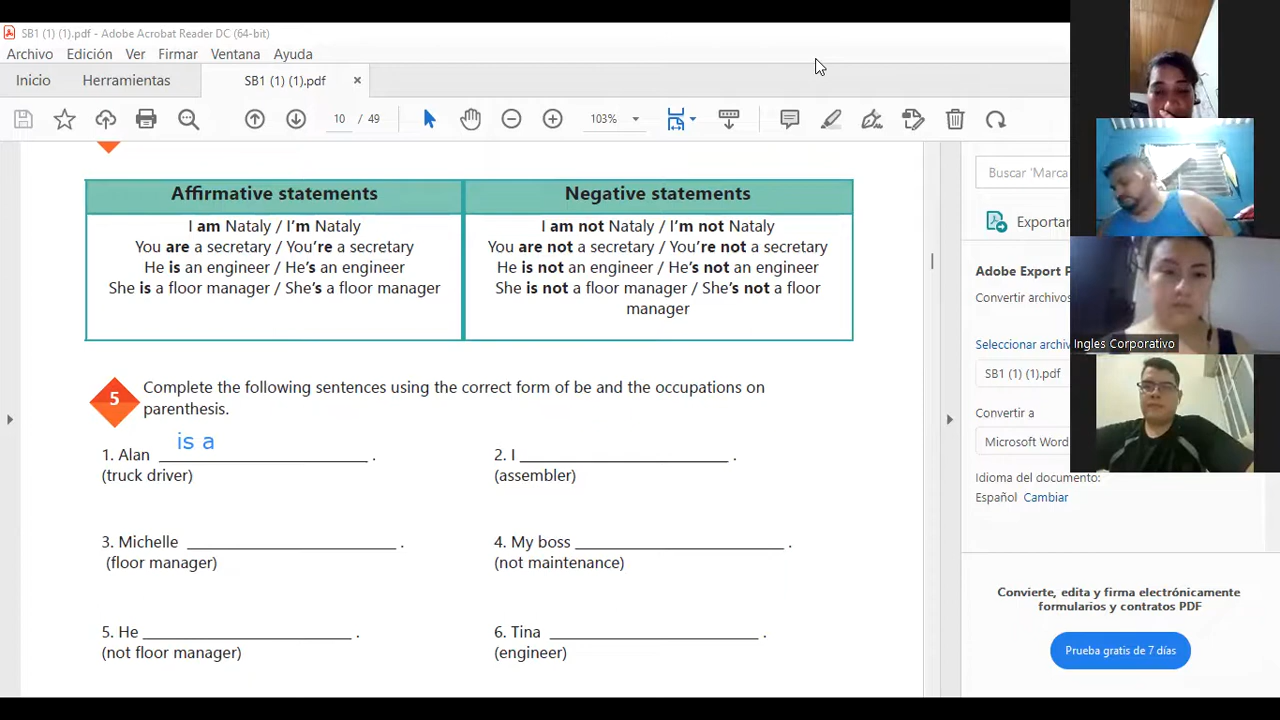 SB1 (1) (1).pdf - Adobe Acrobat Reader DC (64-bit)
Archivo Edición Ver Firmar Ventana Ayuda
Inicio Herramientas SB1 (1) (1).pdf ×
10 / 49 103%
Affirmative statements
I am Nataly / I'm Nataly
You are a secretary / You're a secretary
He is an engineer / He's an engineer
She is a floor manager / She's a floor manager
Negative statements
I am not Nataly / I'm not Nataly
You are not a secretary / You're not a secretary
He is not an engineer / He's not an engineer
She is not a floor manager / She's not a floor
manager
5 Complete the following sentences using the correct form of be and the occupations on
parenthesis.
is a
1. Alan ______________________ .
(truck driver)
2. I ______________________ .
(assembler)
3. Michelle ______________________ .
(floor manager)
4. My boss ______________________ .
(not maintenance)
5. He ______________________ .
(not floor manager)
6. Tina ______________________ .
(engineer)
Buscar 'Marca
Exportar
Adobe Export P
Convertir archivos
Seleccionar archiv
SB1 (1) (1).pdf
Convertir a
Microsoft Word
Idioma del documento:
Español Cambiar
Convierte, edita y firma electrónicamente
formularios y contratos PDF
Prueba gratis de 7 días
Ingles Corporativo